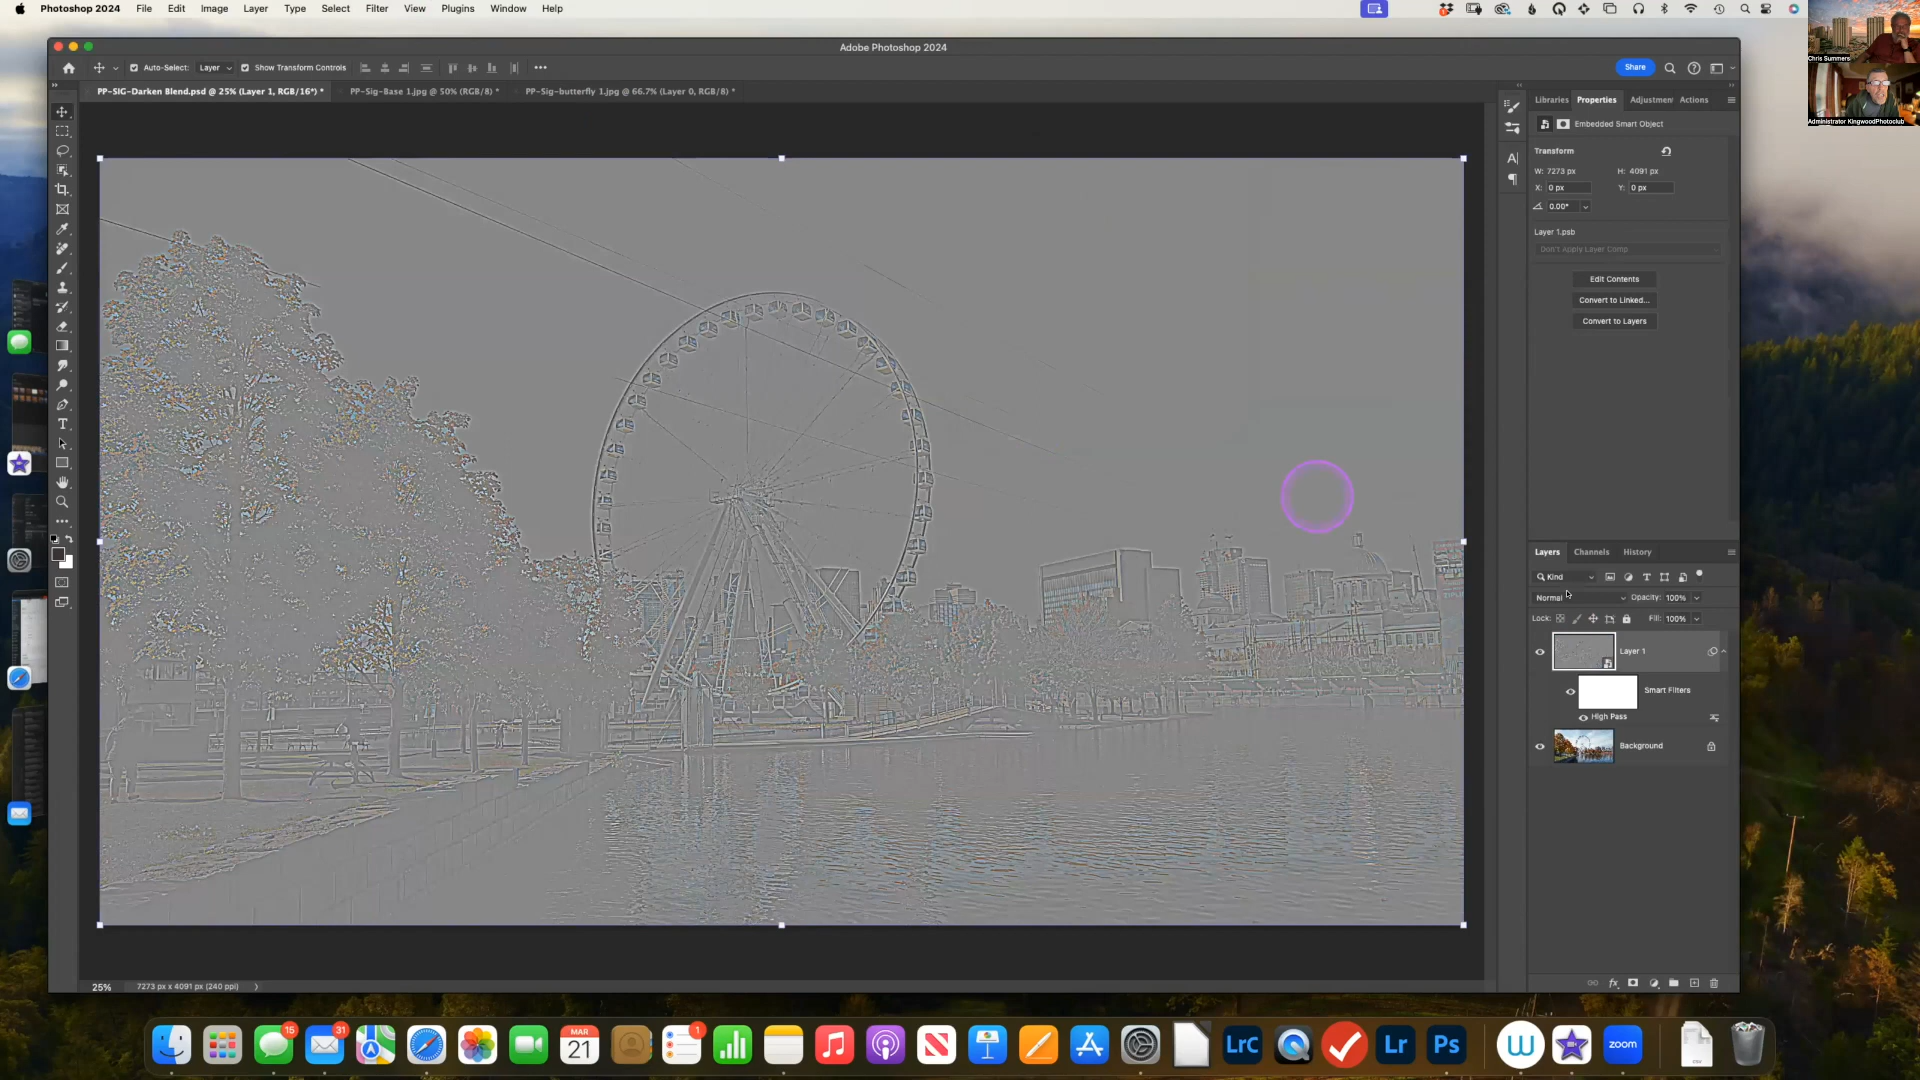 Photoshop 2024 File Edit Image Layer Type Select Filter View Plugins Window Help
Adobe Photoshop 2024
Chris Summers
Auto-Select: Layer Show Transform Controls
Share
PP-SIG-Darken Blend.psd @ 25% (Layer 1, RGB/16*) *
PP-Sig-Base 1.jpg @ 50% (RGB/8) *
PP-Sig-butterfly 1.jpg @ 66.7% (Layer 0, RGB/8) *
Libraries Properties Adjustmen Actions
Administrator KingwoodPhotoclub
Embedded Smart Object
Transform
W: 7273 px H: 4091 px
X: 0 px Y: 0 px
0.00°
Layer 1.psb
Don't Apply Layer Comp
Edit Contents
Convert to Linked...
Convert to Layers
Layers Channels History
Kind
Normal Opacity: 100%
Lock: Fill: 100%
Layer 1
Smart Filters
High Pass
Background
25% 7273 px x 4091 px (240 ppi)
15
31
MAR
21
1
LrC
Lr
Ps
W
zoom